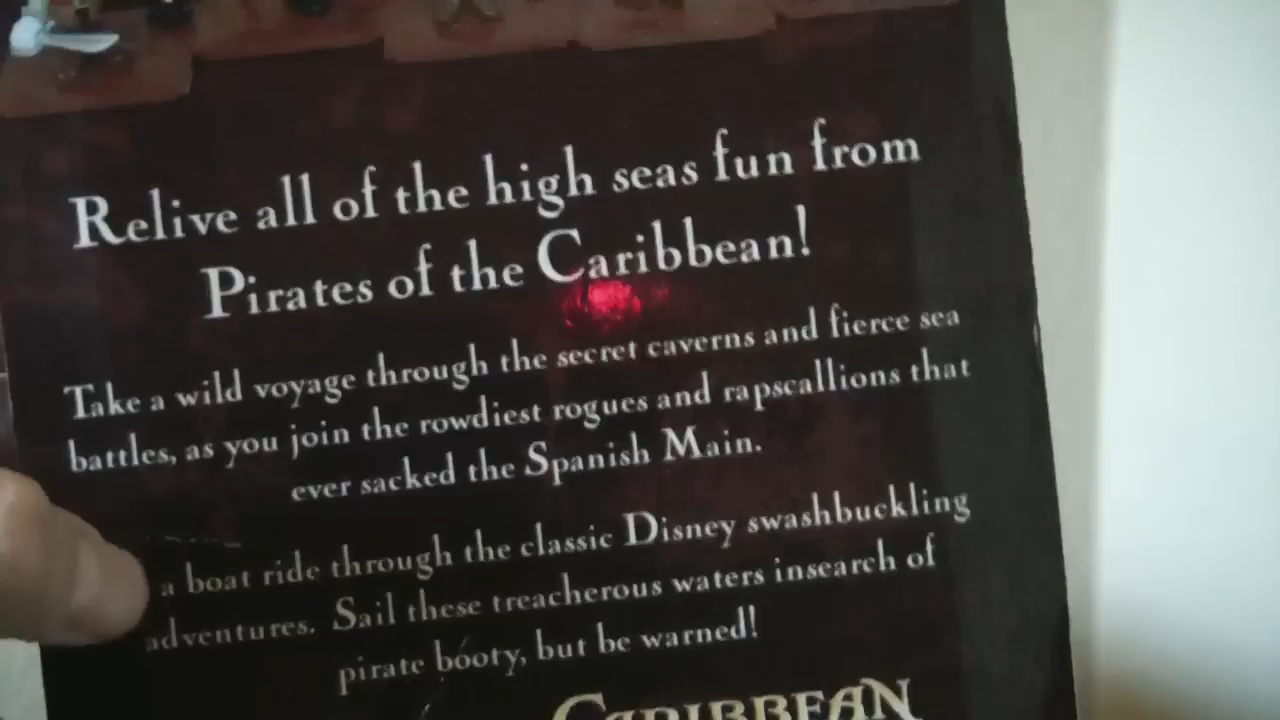 Relive all of the high seas fun from
Pirates of the Caribbean!
Take a wild voyage through the secret caverns and fierce sea
battles, as you join the rowdiest rogues and rapscallions that
ever sacked the Spanish Main.
a boat ride through the classic Disney swashbuckling
adventures. Sail these treacherous waters insearch of
pirate booty, but be warned!
CARIBBEAN